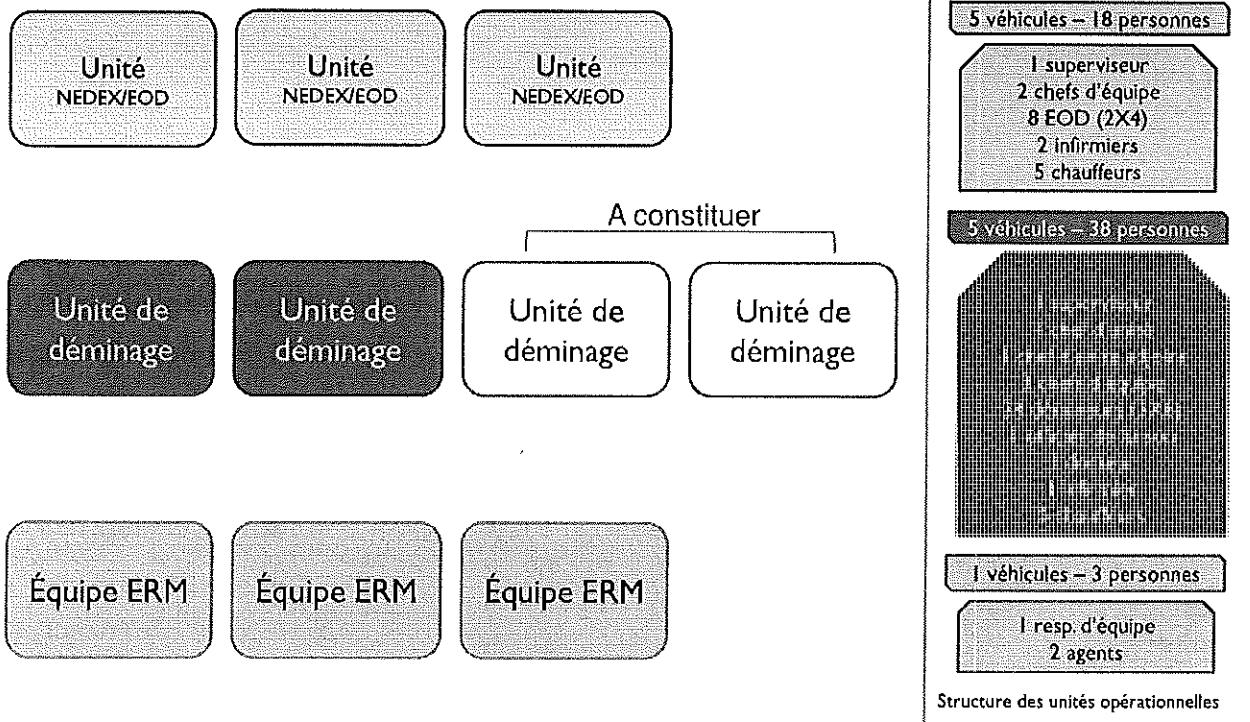 Unité
NEDEX/EOD
Unité
NEDEX/EOD
Unité
NEDEX/EOD
A constituer
Unité de
déminage
Unité de
déminage
Unité de
déminage
Unité de
déminage
Équipe ERM
Équipe ERM
Équipe ERM
5 véhicules – 18 personnes
1 superviseur
2 chefs d'équipe
8 EOD (2X4)
2 infirmiers
5 chauffeurs
5 véhicules – 38 personnes
1 superviseur
1 véhicules – 3 personnes
1 resp. d'équipe
2 agents
Structure des unités opérationnelles